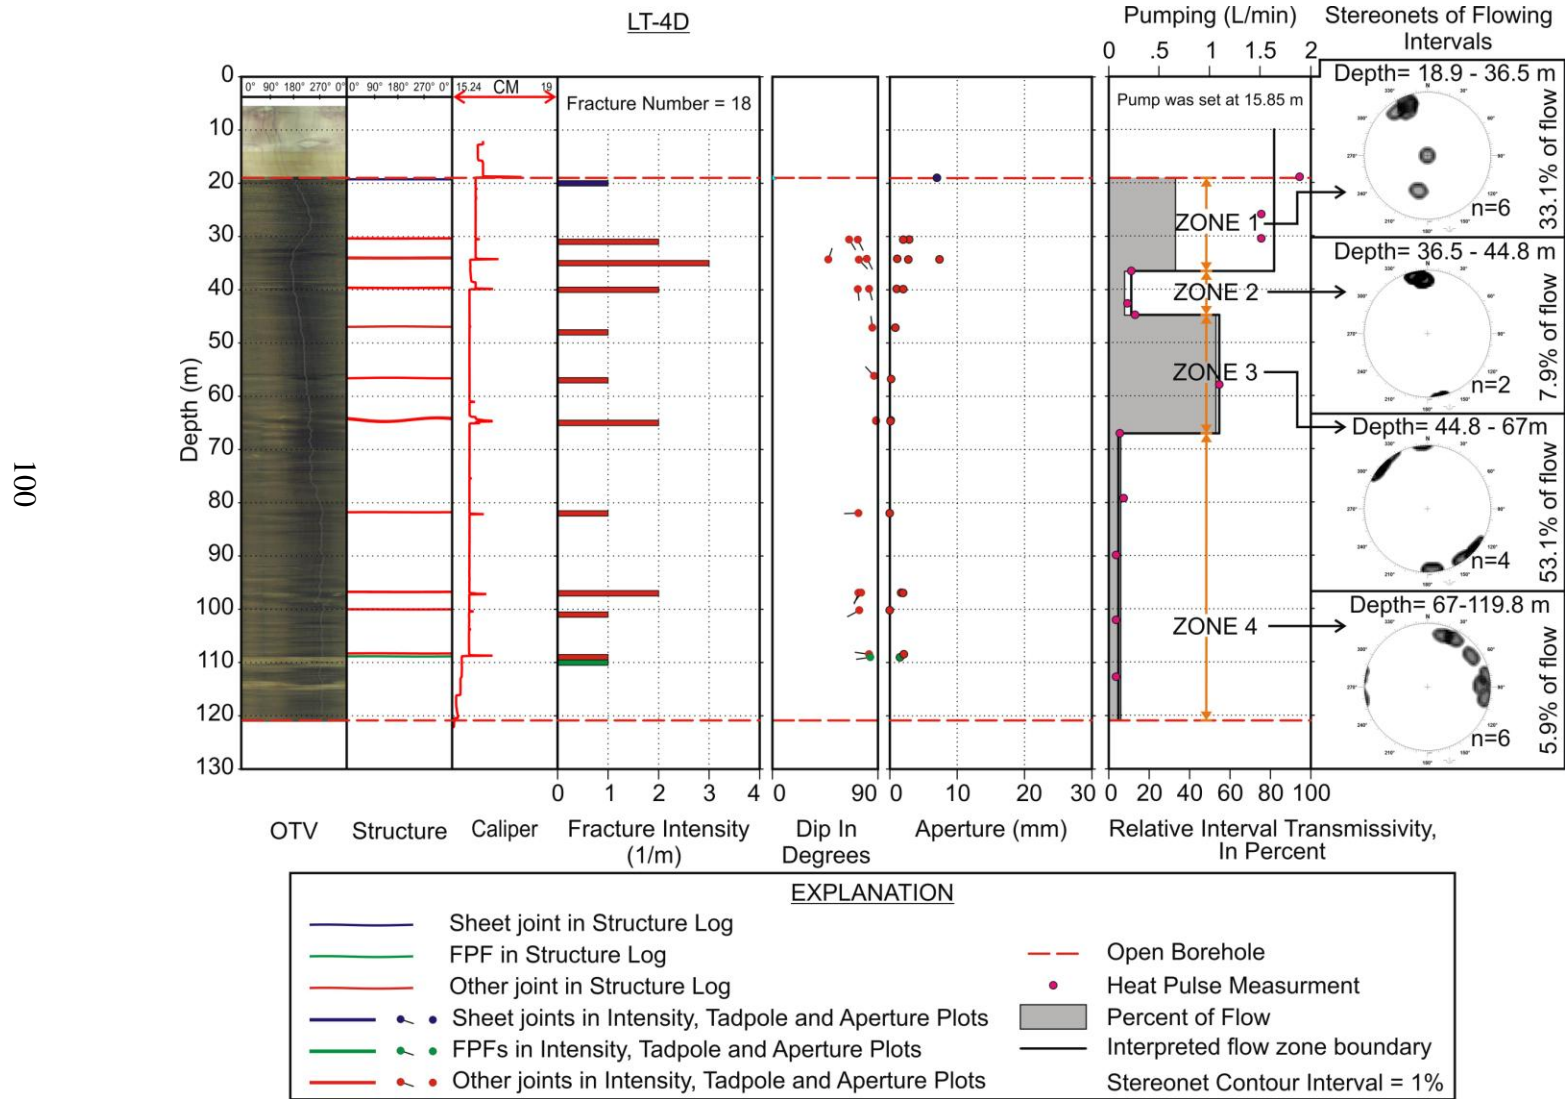 LT-4D
Pumping (L/min)
0 .5 1 1.5 2
Stereonets of Flowing
Intervals
0° 90° 180° 270° 0°
0° 90° 180° 270° 0°
15.24 CM 19
Fracture Number = 18
Pump was set at 15.85 m
Depth (m)
0
10
20
30
40
50
60
70
80
90
100
110
120
130
ZONE 1
ZONE 2
ZONE 3
ZONE 4
Depth= 18.9 - 36.5 m
n=6
33.1% of flow
Depth= 36.5 - 44.8 m
n=2
7.9% of flow
Depth= 44.8 - 67m
n=4
53.1% of flow
Depth= 67-119.8 m
n=6
5.9% of flow
0 1 2 3 4
0 90
0 10 20 30
0 20 40 60 80 100
OTV
Structure
Caliper
Fracture Intensity
(1/m)
Dip In
Degrees
Aperture (mm)
Relative Interval Transmissivity,
In Percent
EXPLANATION
Sheet joint in Structure Log
FPF in Structure Log
Other joint in Structure Log
Sheet joints in Intensity, Tadpole and Aperture Plots
FPFs in Intensity, Tadpole and Aperture Plots
Other joints in Intensity, Tadpole and Aperture Plots
Open Borehole
Heat Pulse Measurment
Percent of Flow
Interpreted flow zone boundary
Stereonet Contour Interval = 1%
100